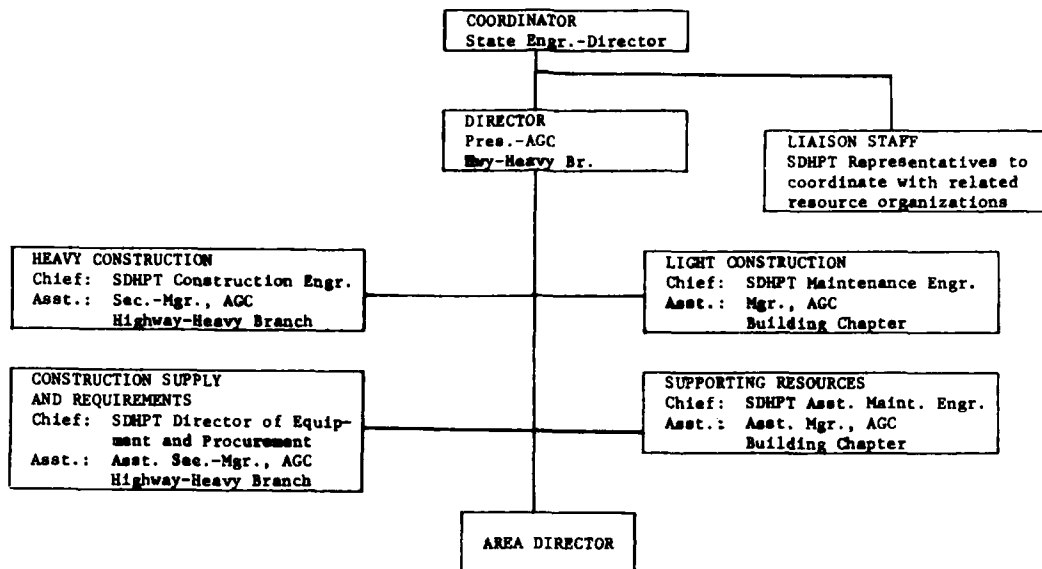 COORDINATOR
State Engr.-Director
DIRECTOR
Pres.-AGC
Hwy-Heavy Br.
LIAISON STAFF
SDHPT Representatives to
coordinate with related
resource organizations
HEAVY CONSTRUCTION
Chief: SDHPT Construction Engr.
Asst.: Sec.-Mgr., AGC
Highway-Heavy Branch
LIGHT CONSTRUCTION
Chief: SDHPT Maintenance Engr.
Asst.: Mgr., AGC
Building Chapter
CONSTRUCTION SUPPLY
AND REQUIREMENTS
Chief: SDHPT Director of Equip-
ment and Procurement
Asst.: Asst. Sec.-Mgr., AGC
Highway-Heavy Branch
SUPPORTING RESOURCES
Chief: SDHPT Asst. Maint. Engr.
Asst.: Asst. Mgr., AGC
Building Chapter
AREA DIRECTOR